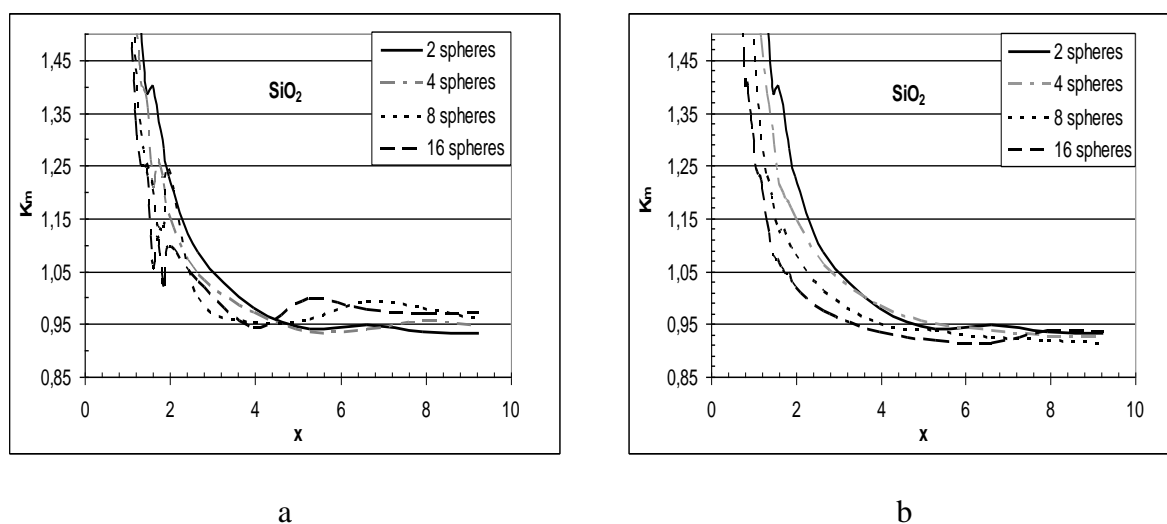 1,45
1,35
1,25
1,15
1,05
0,95
0,85
Km
0 2 4 6 8 10
x
SiO2
2 spheres
4 spheres
8 spheres
16 spheres
a
1,45
1,35
1,25
1,15
1,05
0,95
0,85
Km
0 2 4 6 8 10
x
SiO2
2 spheres
4 spheres
8 spheres
16 spheres
b